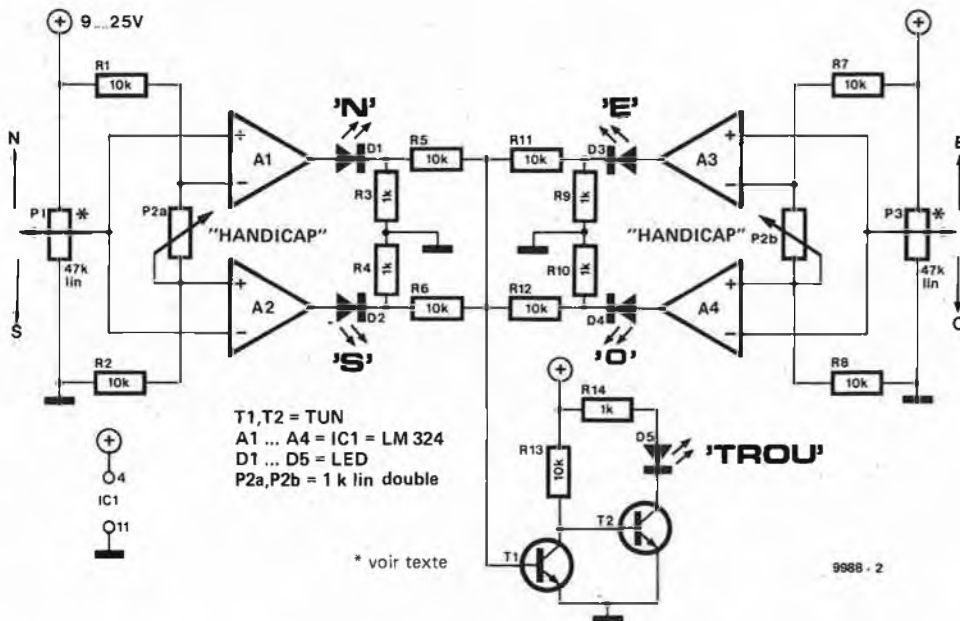 + 9...25V
+
R1
10k
R7
10k
'N'
'E'
N
A1
+
−
D1
R5
10k
R11
10k
D3
A3
+
−
E
R3
1k
R9
1k
P1
*
47k
lin
P2a
"HANDICAP"
"HANDICAP"
P2b
P3
*
47k
lin
R4
1k
R10
1k
S
A2
+
−
D2
R6
10k
R12
10k
D4
A4
+
−
O
'S'
'O'
R2
10k
R8
10k
T1,T2 = TUN
A1 ... A4 = IC1 = LM 324
D1 ... D5 = LED
P2a,P2b = 1 k lin double
+
R14
1k
D5
'TROU'
R13
10k
+
4
IC1
11
T1
T2
* voir texte
9988 - 2